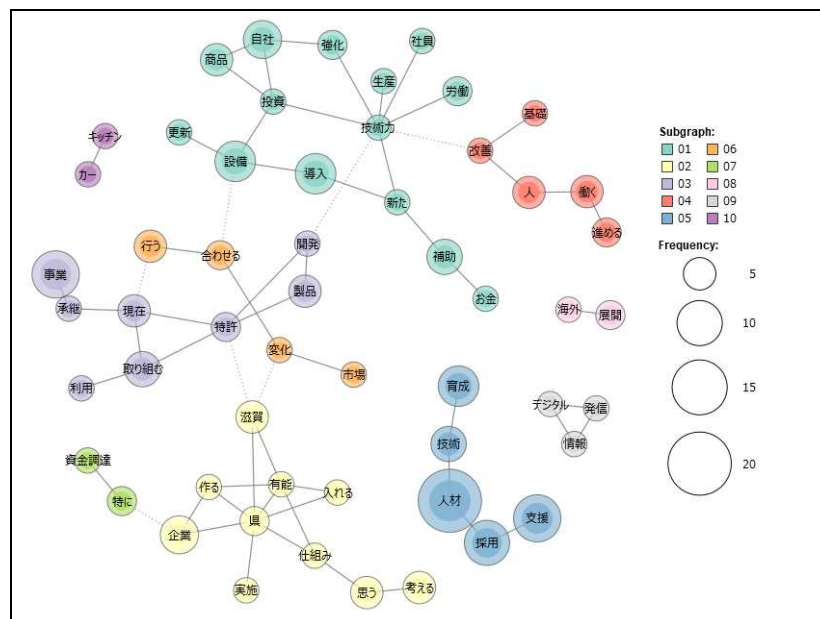 自社
強化
社員
商品
生産
労働
投資
技術力
基礎
キッチン
更新
改善
カー
設備
導入
人
働く
新た
進める
行う
合わせる
開発
補助
事業
製品
お金
承継
現在
特許
海外
展開
変化
取り組む
市場
利用
育成
滋賀
デジタル
発信
技術
情報
資金調達
特に
作る
有能
入れる
人材
企業
県
支援
採用
仕組み
実施
思う
考える
Subgraph:
01 06
02 07
03 08
04 09
05 10
Frequency:
5
10
15
20